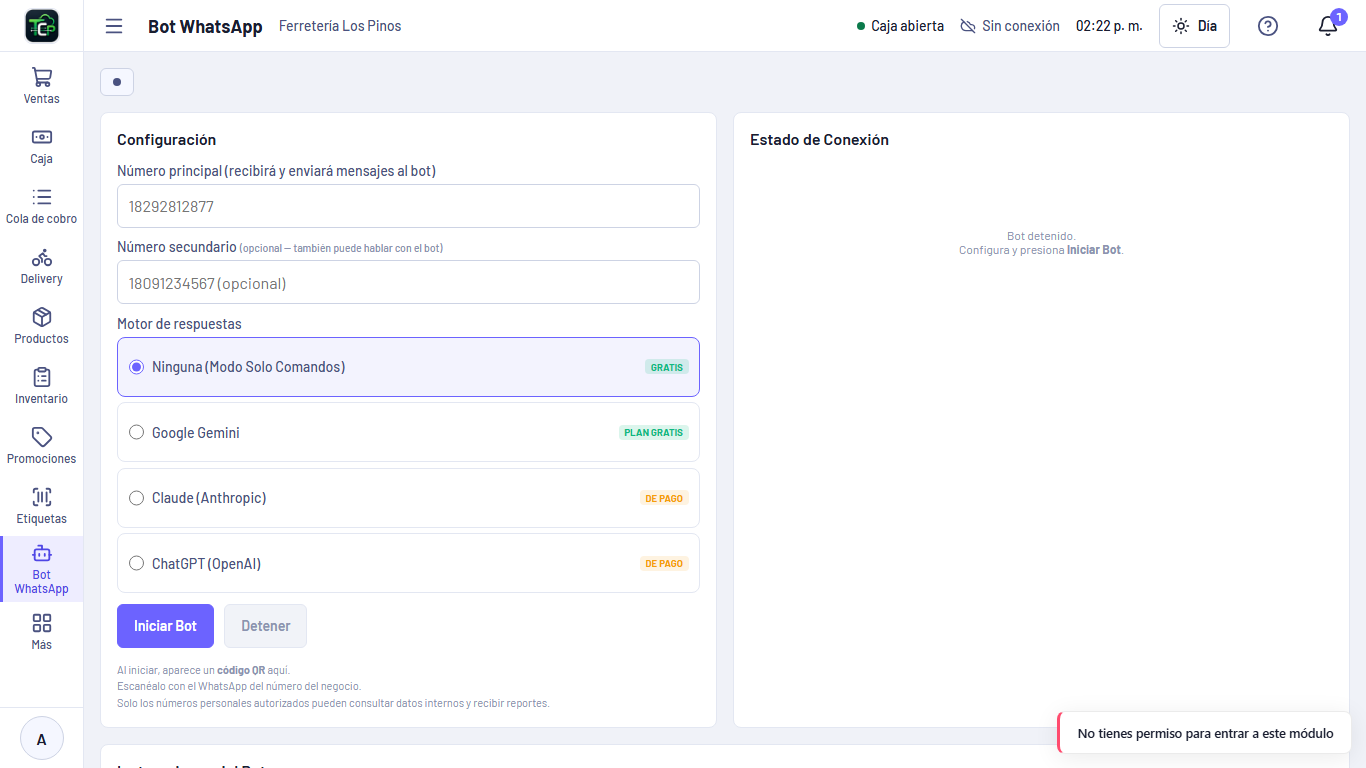 TCP
Bot WhatsApp
Ferretería Los Pinos
Caja abierta
Sin conexión
02:22 p. m.
Día
1
Ventas
Caja
Cola de cobro
Delivery
Productos
Inventario
Promociones
Etiquetas
Bot
WhatsApp
Más
A
Configuración
Número principal (recibirá y enviará mensajes al bot)
18292812877
Número secundario (opcional — también puede hablar con el bot)
18091234567 (opcional)
Motor de respuestas
Ninguna (Modo Solo Comandos)
GRATIS
Google Gemini
PLAN GRATIS
Claude (Anthropic)
DE PAGO
ChatGPT (OpenAI)
DE PAGO
Iniciar Bot
Detener
Al iniciar, aparece un código QR aquí.
Escanéalo con el WhatsApp del número del negocio.
Solo los números personales autorizados pueden consultar datos internos y recibir reportes.
Estado de Conexión
Bot detenido.
Configura y presiona Iniciar Bot.
No tienes permiso para entrar a este módulo